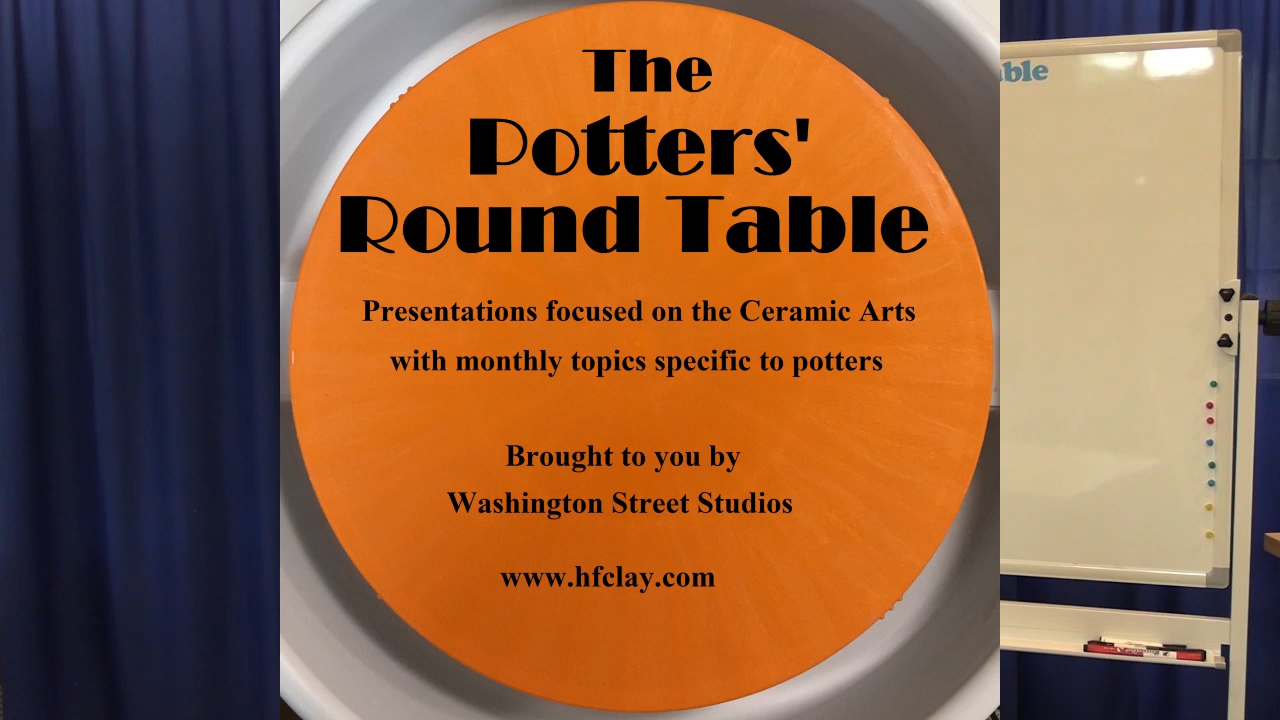 The
Potters'
Round Table
Presentations focused on the Ceramic Arts
with monthly topics specific to potters
Brought to you by
Washington Street Studios
www.hfclay.com